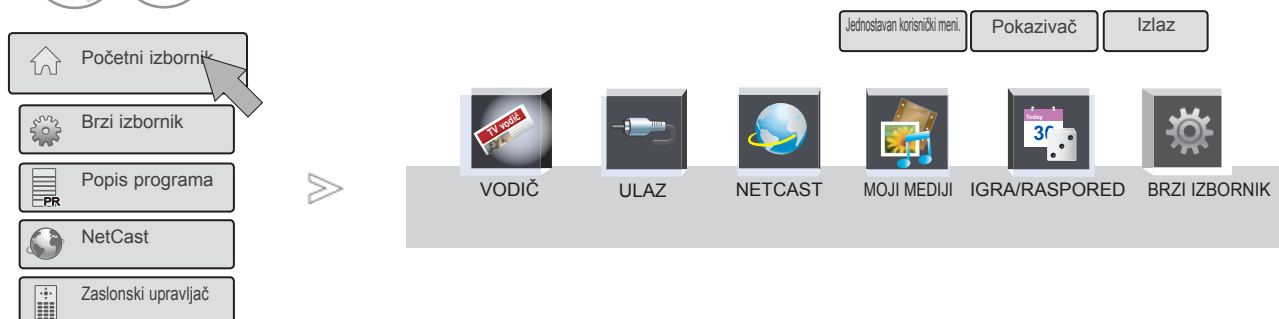 Početni izbornik
Brzi izbornik
Popis programa
PR
NetCast
Zaslonski upravljač
Jednostavan korisnički meni.
Pokazivač
Izlaz
TV vodič
Today
30
VODIČ
ULAZ
NETCAST
MOJI MEDIJI
IGRA/RASPORED
BRZI IZBORNIK